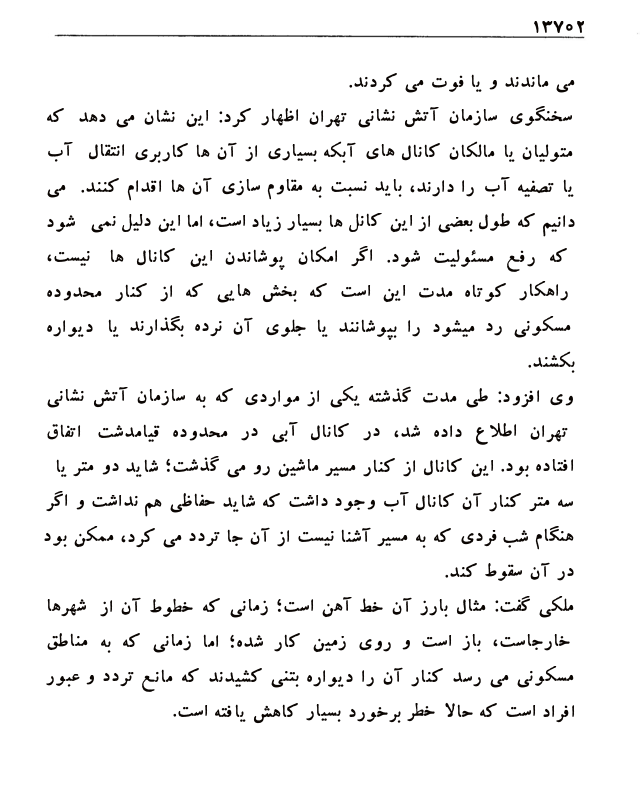 ۱۳۷۰۲
می ماندند و یا فوت می کردند.
سخنگوی سازمان آتش نشانی تهران اظهار کرد: این نشان می دهد که
متولیان یا مالکان کانال های آبکه بسیاری از آن ها کاربری انتقال آب
یا تصفیه آب را دارند، باید نسبت به مقاوم سازی آن ها اقدام کنند. می
دانیم که طول بعضی از این کانل ها بسیار زیاد است، اما این دلیل نمی شود
که رفع مسئولیت شود. اگر امکان پوشاندن این کانال ها نیست،
راهکار کوتاه مدت این است که بخش هایی که از کنار محدوده
مسکونی رد میشود را بپوشانند یا جلوی آن نرده بگذارند یا دیواره
بکشند.
وی افزود: طی مدت گذشته یکی از مواردی که به سازمان آتش نشانی
تهران اطلاع داده شد، در کانال آبی در محدوده قیامدشت اتفاق
افتاده بود. این کانال از کنار مسیر ماشین رو می گذشت؛ شاید دو متر یا
سه متر کنار آن کانال آب وجود داشت که شاید حفاظی هم نداشت و اگر
هنگام شب فردی که به مسیر آشنا نیست از آن جا تردد می کرد، ممکن بود
در آن سقوط کند.
ملکی گفت: مثال بارز آن خط آهن است؛ زمانی که خطوط آن از شهرها
خارجاست، باز است و روی زمین کار شده؛ اما زمانی که به مناطق
مسکونی می رسد کنار آن را دیواره بتنی کشیدند که مانع تردد و عبور
افراد است که حالا خطر برخورد بسیار کاهش یافته است.